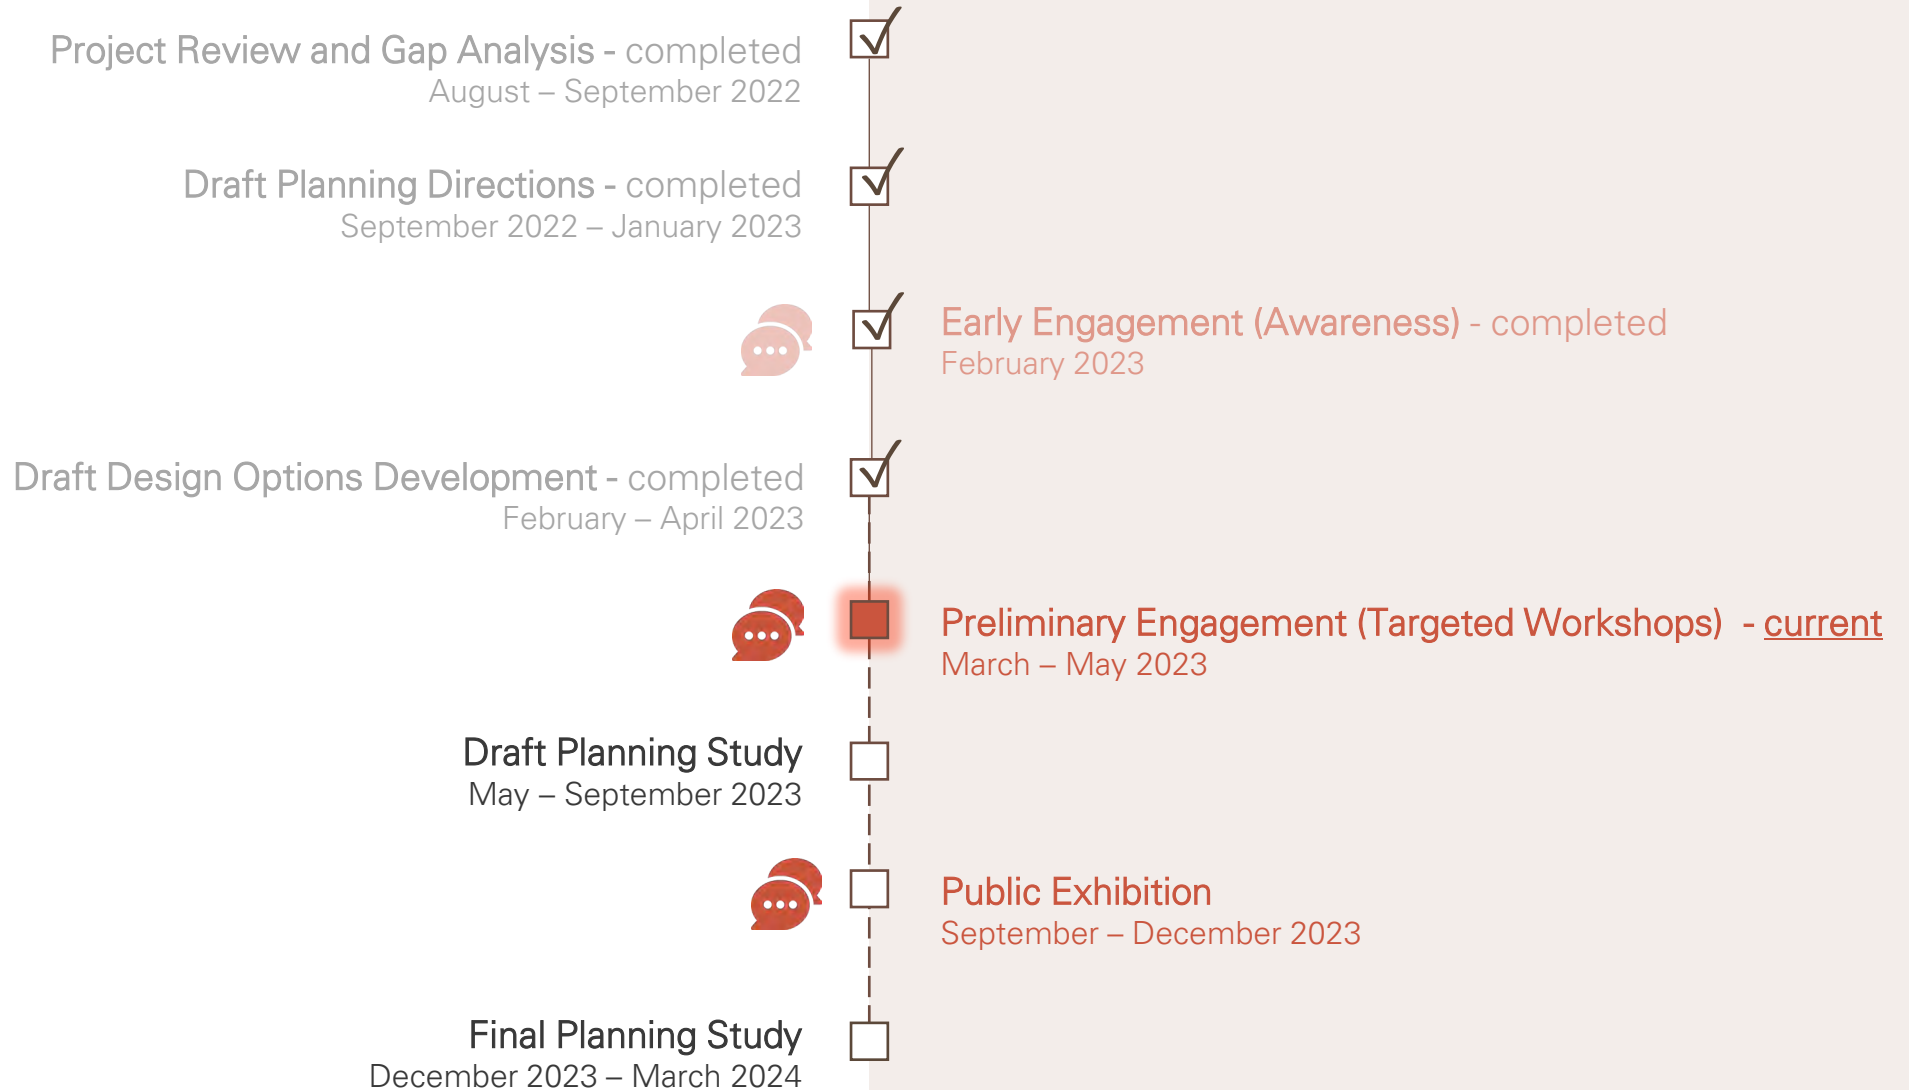 Project Review and Gap Analysis - completed
August – September 2022
Draft Planning Directions - completed
September 2022 – January 2023
Early Engagement (Awareness) - completed
February 2023
Draft Design Options Development - completed
February – April 2023
Preliminary Engagement (Targeted Workshops) - current
March – May 2023
Draft Planning Study
May – September 2023
Public Exhibition
September – December 2023
Final Planning Study
December 2023 – March 2024